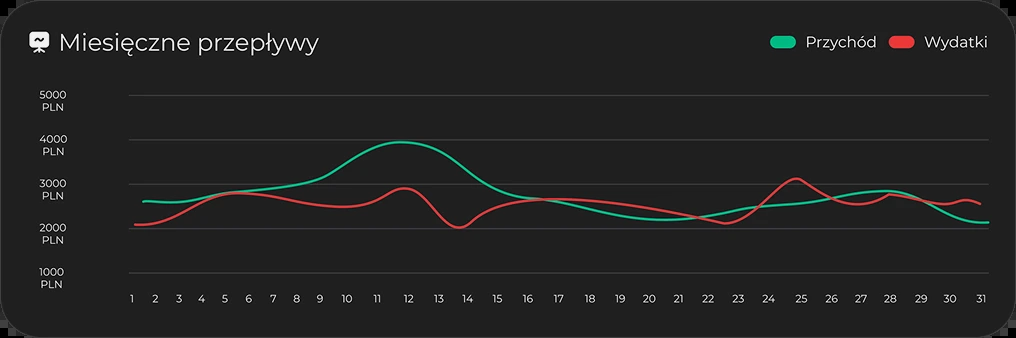 Miesięczne przepływy
Przychód
Wydatki
5000
PLN
4000
PLN
3000
PLN
2000
PLN
1000
PLN
1 2 3 4 5 6 7 8 9 10 11 12 13 14 15 16 17 18 19 20 21 22 23 24 25 26 27 28 29 30 31